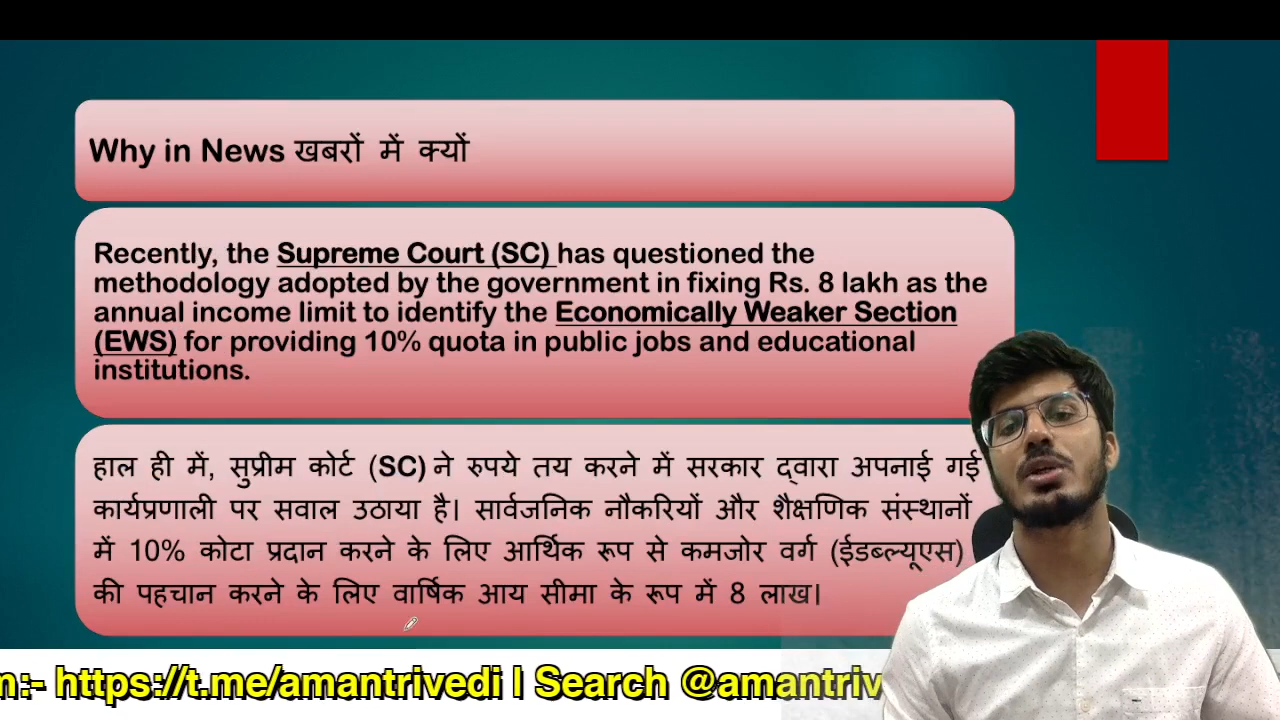 Why in News खबरों में क्यों
Recently, the Supreme Court (SC) has questioned the
methodology adopted by the government in fixing Rs. 8 lakh as the
annual income limit to identify the Economically Weaker Section
(EWS) for providing 10% quota in public jobs and educational
institutions.
हाल ही में, सुप्रीम कोर्ट (SC) ने रुपये तय करने में सरकार द्वारा अपनाई गई
कार्यप्रणाली पर सवाल उठाया है। सार्वजनिक नौकरियों और शैक्षणिक संस्थानों
में 10% कोटा प्रदान करने के लिए आर्थिक रूप से कमजोर वर्ग (ईडब्ल्यूएस)
की पहचान करने के लिए वार्षिक आय सीमा के रूप में 8 लाख।
m:- https://t.me/amantrivedi | Search @amantriv